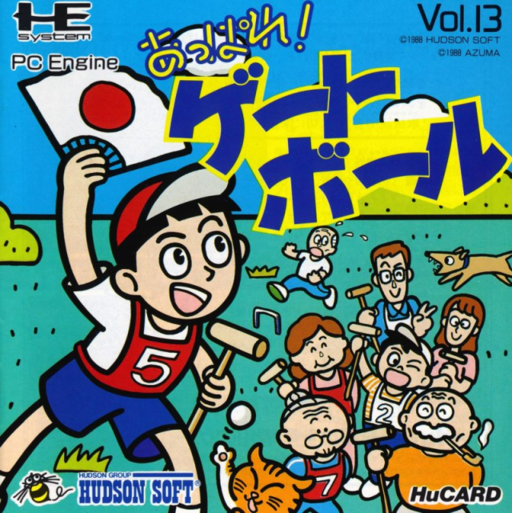 HE
system
PC Engine
Vol.13
©1988 HUDSON SOFT
©1988 AZUMA
あっぱれ!
ゲート
ボール
5
2
7
HUDSON GROUP
HUDSON SOFT
HuCARD